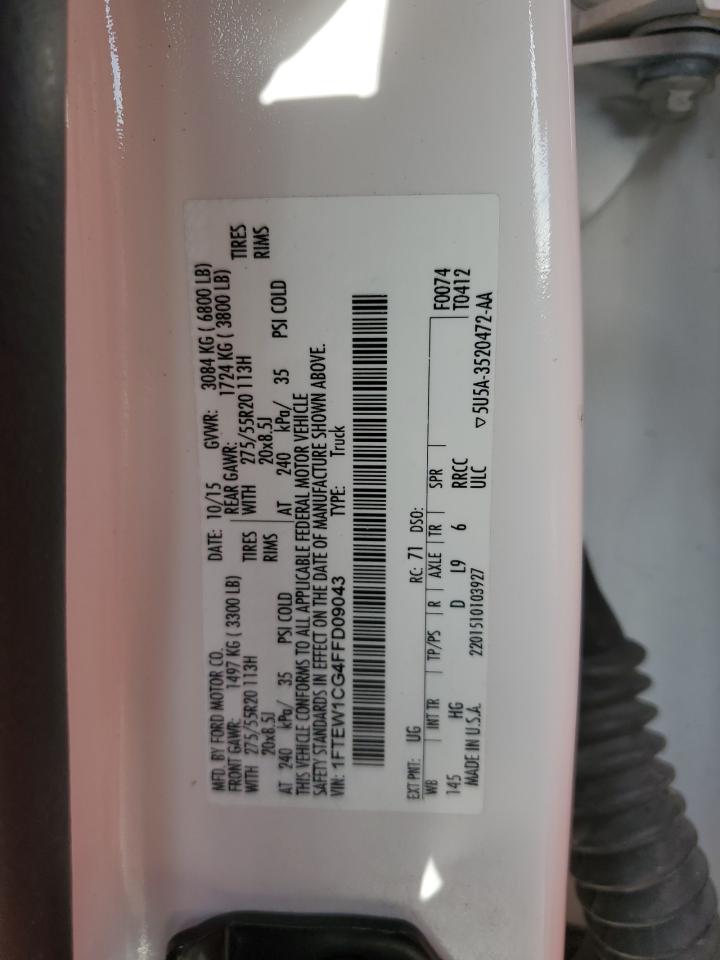 MFD. BY FORD MOTOR CO.
DATE: 10/15 GVWR: 3084 KG ( 6800 LB)
FRONT GAWR: 1497 KG ( 3300 LB) REAR GAWR: 1724 KG ( 3800 LB)
WITH 275/55R20 113H TIRES WITH 275/55R20 113H TIRES
20x8.5J RIMS 20x8.5J RIMS
AT 240 kPa/ 35 PSI COLD AT 240 kPa/ 35 PSI COLD
THIS VEHICLE CONFORMS TO ALL APPLICABLE FEDERAL MOTOR VEHICLE
SAFETY STANDARDS IN EFFECT ON THE DATE OF MANUFACTURE SHOWN ABOVE.
VIN: 1FTEW1CG4FFD09043 TYPE: Truck
EXT PNT: UG RC: 71 DSO: F0074
WB INT TR TP/PS R AXLE TR SPR T0412
145 HG D L9 6 RRCC
MADE IN U.S.A. 2201510103927 ULC ▽5U5A-3520472-AA